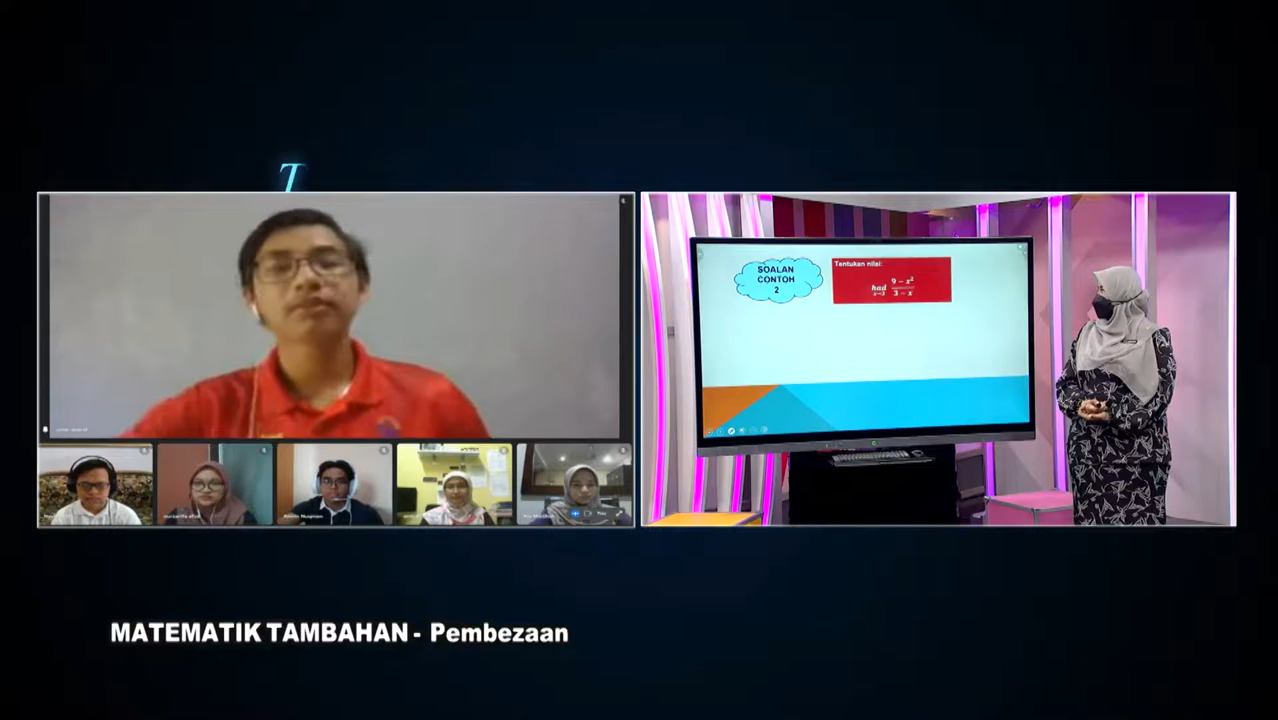 T
SOALAN
CONTOH
2
Tentukan nilai:
had 9 − x²
x→3 3 − x
MATEMATIK TAMBAHAN - Pembezaan